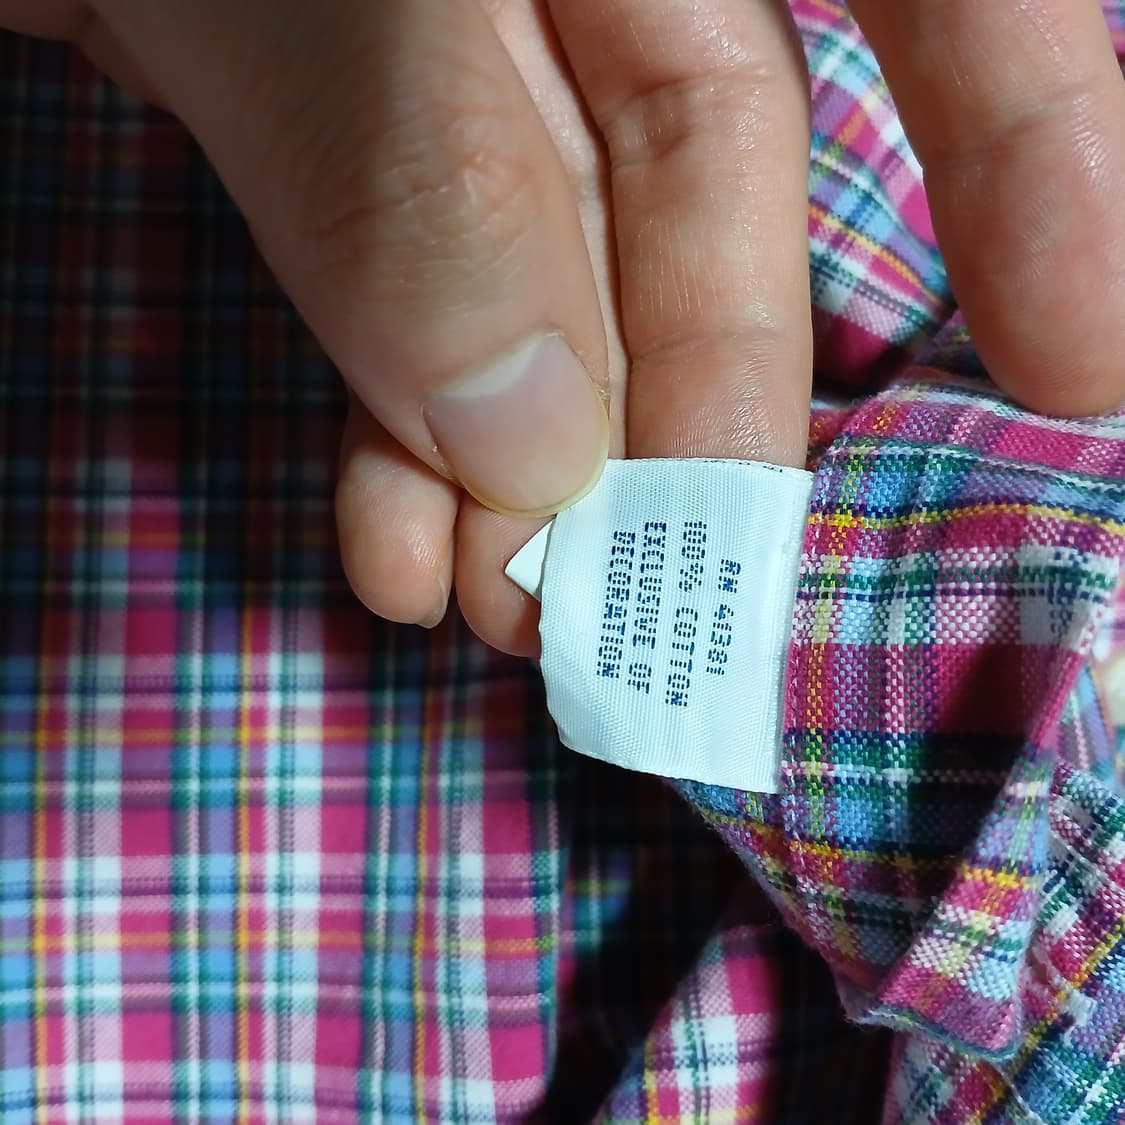 RN 41381
100% COTTON
EXCLUSIVE OF
DECORATION